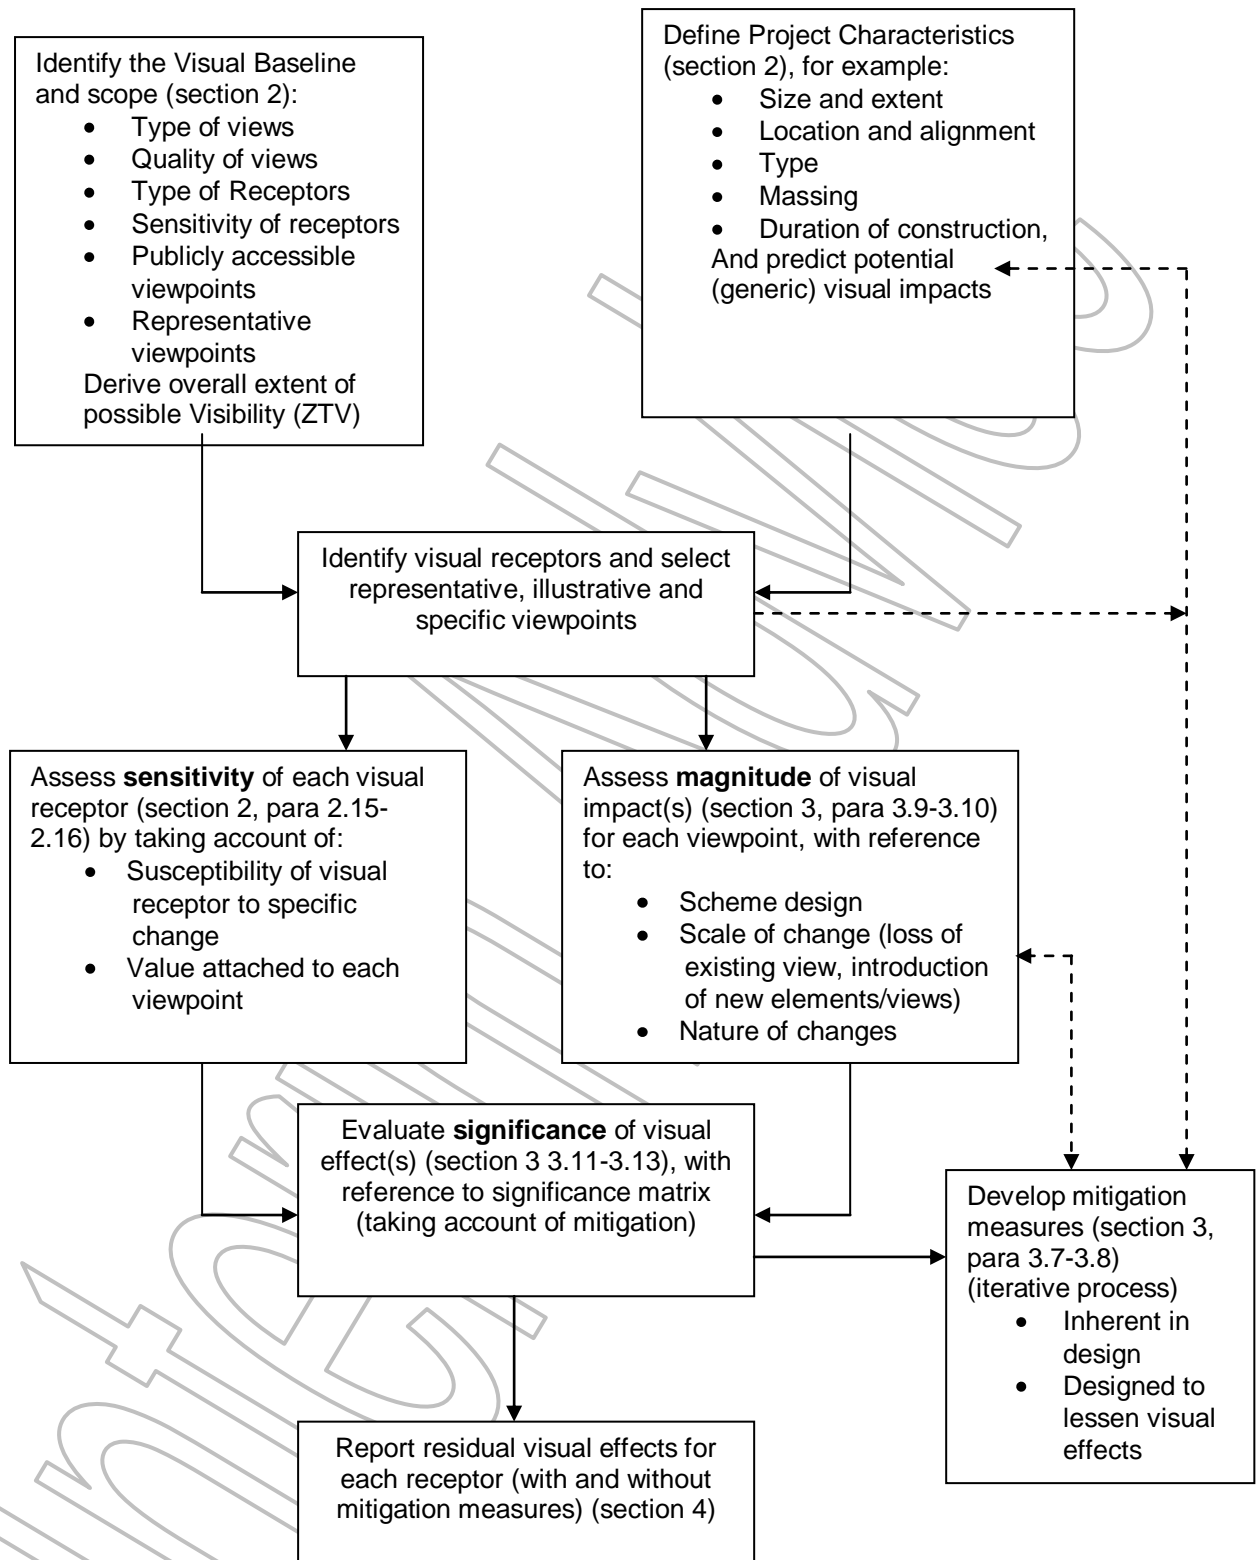 Identify the Visual Baseline
and scope (section 2):
• Type of views
• Quality of views
• Type of Receptors
• Sensitivity of receptors
• Publicly accessible
viewpoints
• Representative
viewpoints
Derive overall extent of
possible Visibility (ZTV)
Define Project Characteristics
(section 2), for example:
• Size and extent
• Location and alignment
• Type
• Massing
• Duration of construction,
And predict potential
(generic) visual impacts
Identify visual receptors and select
representative, illustrative and
specific viewpoints
Assess sensitivity of each visual
receptor (section 2, para 2.15-
2.16) by taking account of:
• Susceptibility of visual
receptor to specific
change
• Value attached to each
viewpoint
Assess magnitude of visual
impact(s) (section 3, para 3.9-3.10)
for each viewpoint, with reference
to:
• Scheme design
• Scale of change (loss of
existing view, introduction
of new elements/views)
• Nature of changes
Evaluate significance of visual
effect(s) (section 3 3.11-3.13), with
reference to significance matrix
(taking account of mitigation)
Develop mitigation
measures (section 3,
para 3.7-3.8)
(iterative process)
• Inherent in
design
• Designed to
lessen visual
effects
Report residual visual effects for
each receptor (with and without
mitigation measures) (section 4)